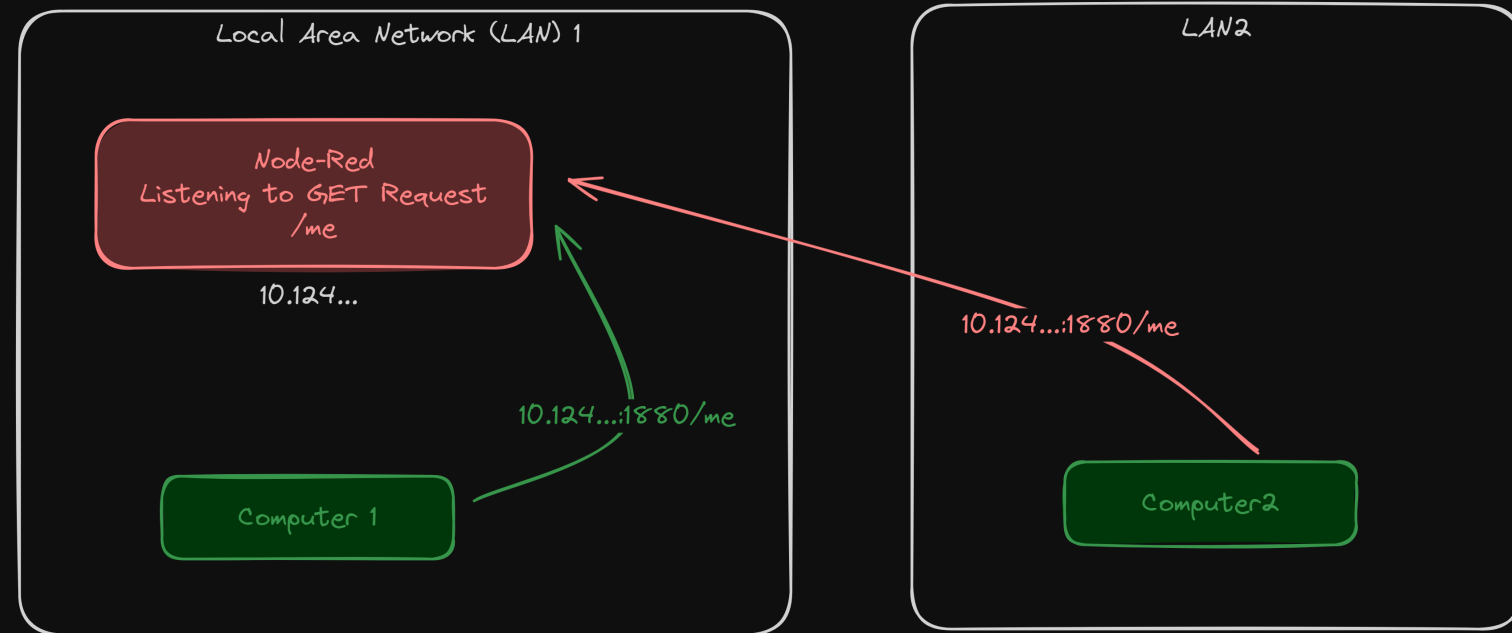 Local Area Network (LAN) 1
LAN2
Node-Red
Listening to GET Request
/me
10.124...
10.124...:1880/me
10.124...:1880/me
Computer 1
Computer2